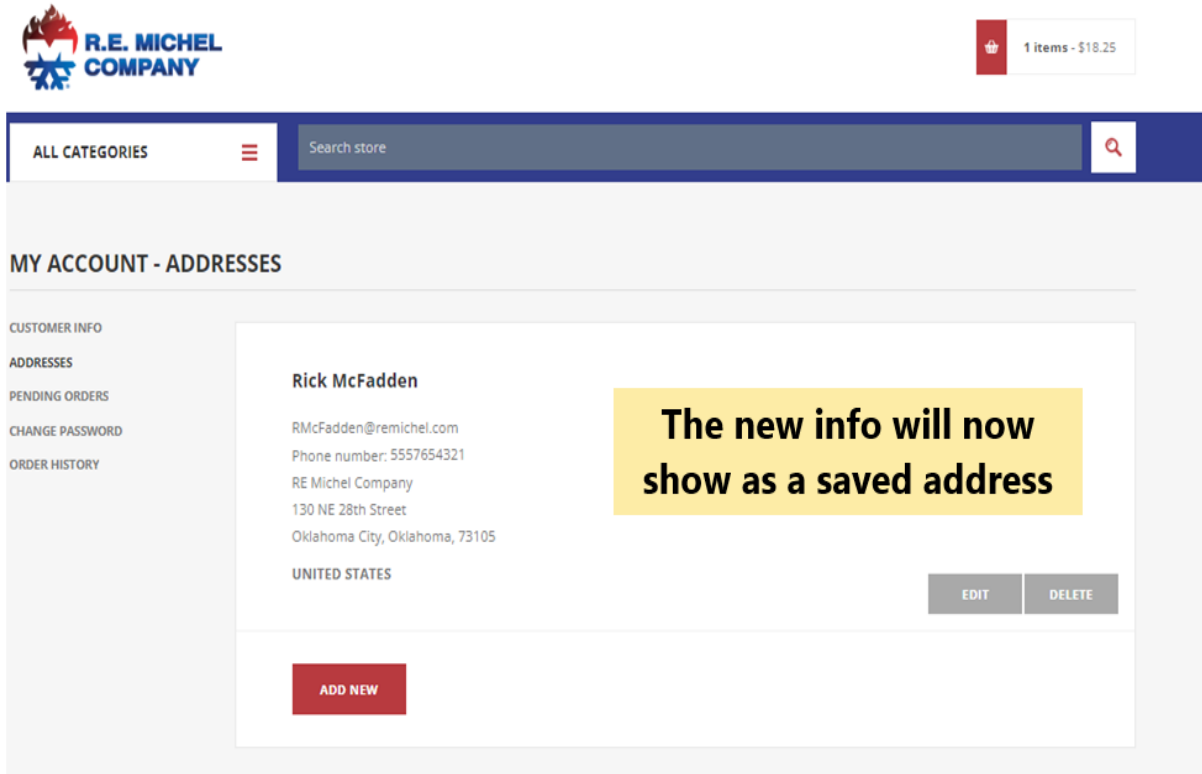 R.E. MICHEL
COMPANY
1 items - $18.25
ALL CATEGORIES
Search store
MY ACCOUNT - ADDRESSES
CUSTOMER INFO
ADDRESSES
PENDING ORDERS
CHANGE PASSWORD
ORDER HISTORY
Rick McFadden
RMcFadden@remichel.com
Phone number: 5557654321
RE Michel Company
130 NE 28th Street
Oklahoma City, Oklahoma, 73105
UNITED STATES
The new info will now
show as a saved address
EDIT DELETE
ADD NEW